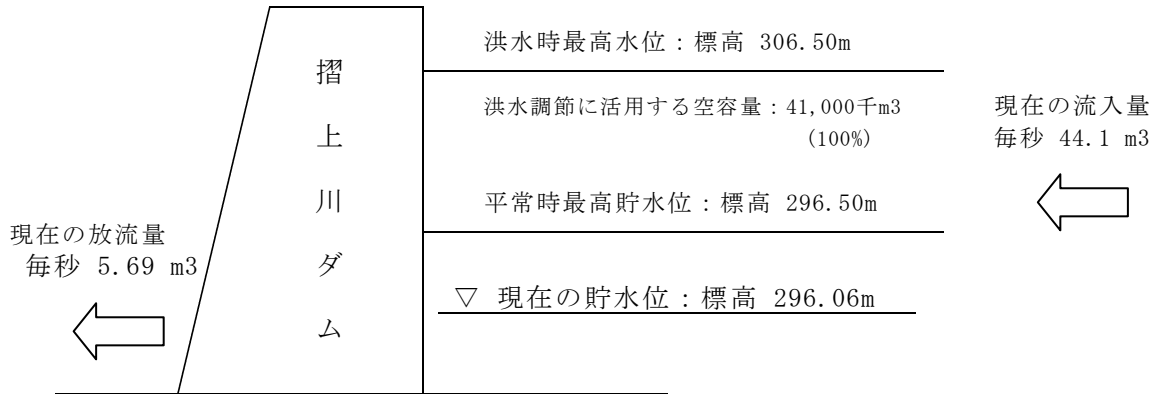 洪水時最高水位：標高 306.50m
洪水調節に活用する空容量：41,000千m3
(100%)
平常時最高貯水位：標高 296.50m
▽ 現在の貯水位：標高 296.06m
摺上川ダム
現在の流入量
毎秒 44.1 m3
現在の放流量
毎秒 5.69 m3